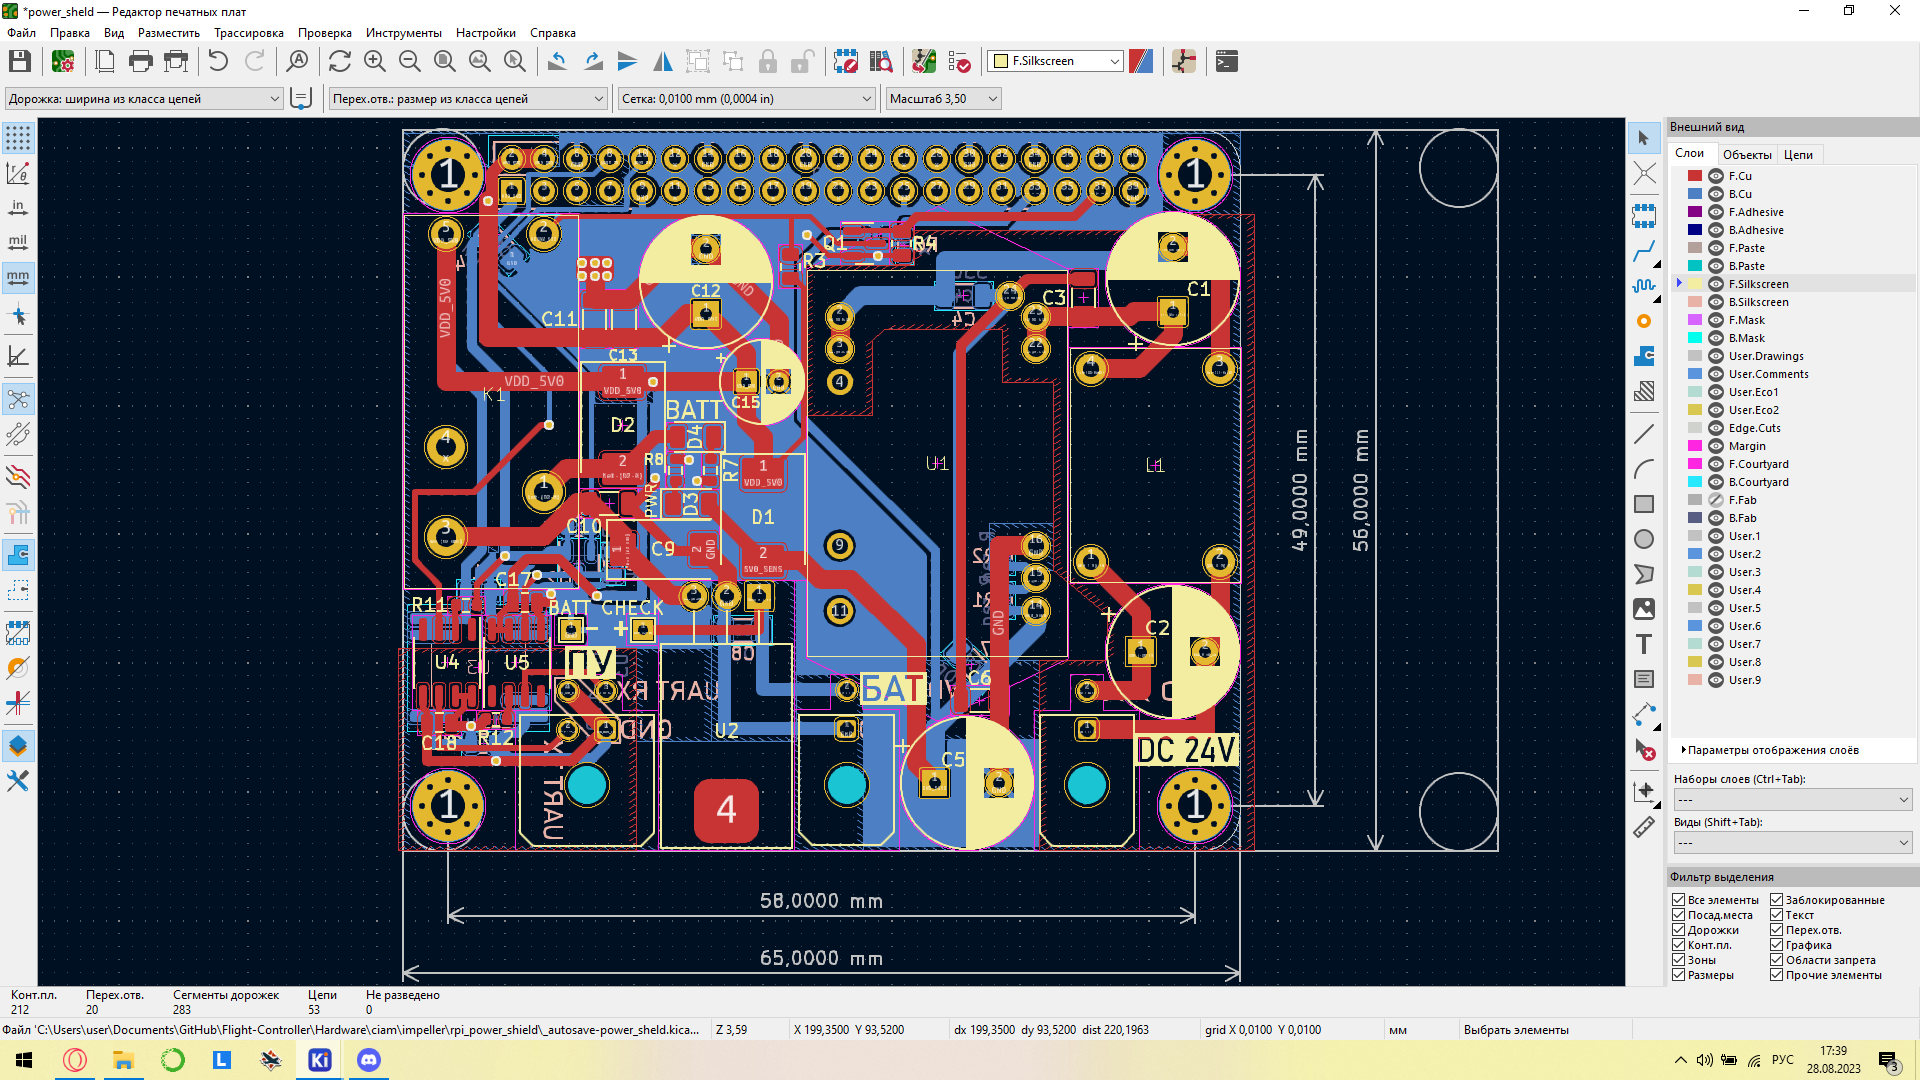 *power_sheld — Редактор печатных плат
Файл Правка Вид Разместить Трассировка Проверка Инструменты Настройки Справка
F.Silkscreen
Дорожка: ширина из класса цепей
Перех.отв.: размер из класса цепей
Сетка: 0,0100 mm (0,0004 in)
Масштаб 3,50
in
mil
mm
Внешний вид
Слои Объекты Цепи
F.Cu
B.Cu
F.Adhesive
B.Adhesive
F.Paste
B.Paste
F.Silkscreen
B.Silkscreen
F.Mask
B.Mask
User.Drawings
User.Comments
User.Eco1
User.Eco2
Edge.Cuts
Margin
F.Courtyard
B.Courtyard
F.Fab
B.Fab
User.1
User.2
User.3
User.4
User.5
User.6
User.7
User.8
User.9
Параметры отображения слоёв
Наборы слоев (Ctrl+Tab):
---
Виды (Shift+Tab):
---
Фильтр выделения
Все элементы Заблокированные
Посад.места Текст
Дорожки Перех.отв.
Конт.пл. Графика
Зоны Области запрета
Размеры Прочие элементы
1
1
Q1
R3
C12
C11
C13
C3
C4
C1
VDD_5V0
VDD_5V0
K1
C15
BATT
D2
D4
R8
R7
PWR
D3
D1
VDD_5V0
5V0_SENS
U1
L1
C10
C9
GND
C17
R11
BATT CHECK
- +
C8
R2
R1
GND
C2
U4
U5
ПУ
UART RX
GND
UART
U2
БАТ
C6
C18
R12
C5
DC 24V
4
1
1
49,0000 mm
56,0000 mm
58,0000 mm
65,0000 mm
Конт.пл. Перех.отв. Сегменты дорожек Цепи Не разведено
212 20 283 53 0
Файл 'C:\Users\user\Documents\GitHub\Flight-Controller\Hardware\ciam\impeller\rpi_power_shield\_autosave-power_sheld.kica...
Z 3,59
X 199,3500 Y 93,5200
dx 199,3500 dy 93,5200 dist 220,1963
grid X 0,0100 Y 0,0100
мм
Выбрать элементы
L
Ki
РУС
17:39
28.08.2023
3